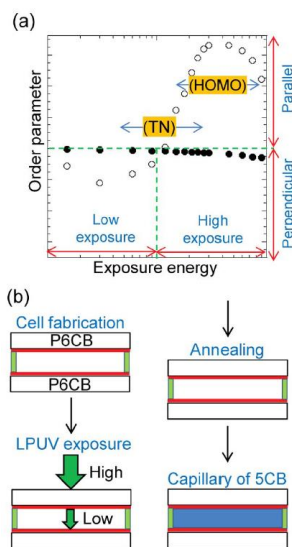 (a)
Order parameter
(HOMO)
(TN)
Parallel
Perpendicular
Low
exposure
High
exposure
Exposure energy
(b)
Cell fabrication
P6CB
P6CB
LPUV exposure
High
Low
Annealing
Capillary of 5CB